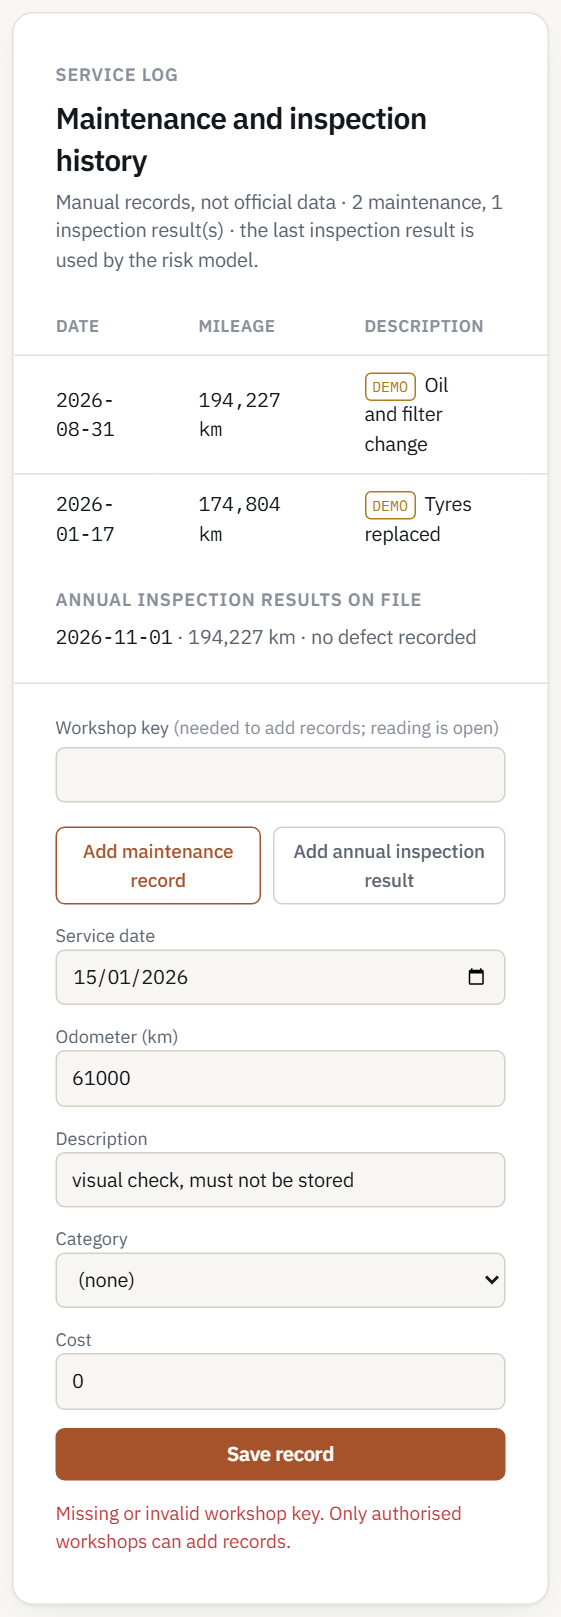 SERVICE LOG
Maintenance and inspection
history
Manual records, not official data · 2 maintenance, 1
inspection result(s) · the last inspection result is
used by the risk model.
DATE MILEAGE DESCRIPTION
2026-
08-31
194,227
km
DEMO Oil
and filter
change
2026-
01-17
174,804
km
DEMO Tyres
replaced
ANNUAL INSPECTION RESULTS ON FILE
2026-11-01 · 194,227 km · no defect recorded
Workshop key (needed to add records; reading is open)
Add maintenance
record
Add annual inspection
result
Service date
15/01/2026
Odometer (km)
61000
Description
visual check, must not be stored
Category
(none)
Cost
0
Save record
Missing or invalid workshop key. Only authorised
workshops can add records.